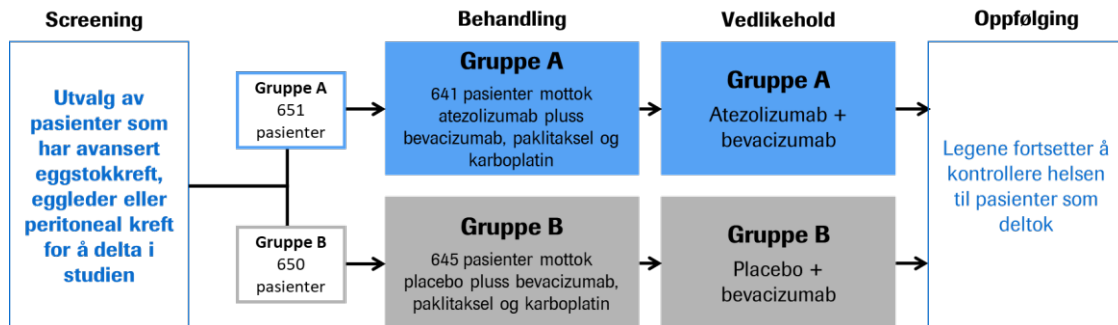 Screening
Behandling
Vedlikehold
Oppfølging
Utvalg av
pasienter som
har avansert
eggstokkreft,
eggleder eller
peritoneal kreft
for å delta i
studien
Gruppe A
651
pasienter
Gruppe A
641 pasienter mottok
atezolizumab pluss
bevacizumab, paklitaksel og
karboplatin
Gruppe A
Atezolizumab +
bevacizumab
Gruppe B
650
pasienter
Gruppe B
645 pasienter mottok
placebo pluss bevacizumab,
paklitaksel og karboplatin
Gruppe B
Placebo +
bevacizumab
Legene fortsetter å
kontrollere helsen
til pasienter som
deltok